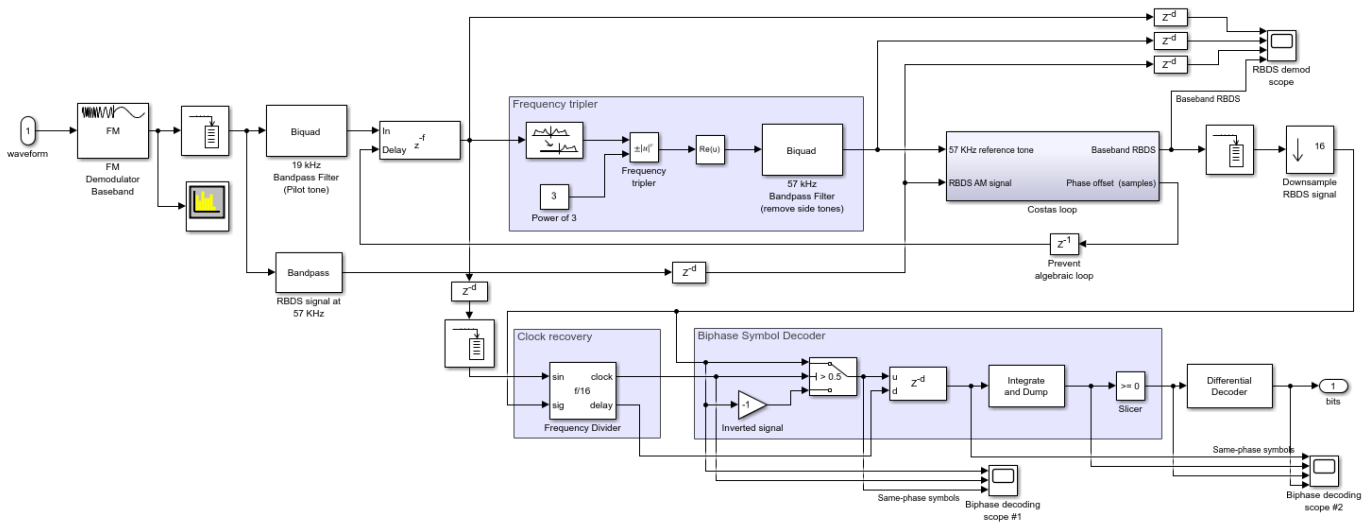 Z-d
Z-d
Z-d
RBDS demod
scope
Baseband RBDS
Frequency tripler
1
waveform
FM
FM
Demodulator
Baseband
Biquad
19 kHz
Bandpass Filter
(Pilot tone)
In
Delay
z-f
±|u|v
Frequency
tripler
3
Power of 3
Re(u)
Biquad
57 kHz
Bandpass Filter
(remove side tones)
57 KHz reference tone
RBDS AM signal
Baseband RBDS
Phase offset (samples)
Costas loop
16
Downsample
RBDS signal
Z-1
Prevent
algebraic loop
Bandpass
RBDS signal at
57 KHz
Z-d
Z-d
Clock recovery
sin
sig
f/16
clock
delay
Frequency Divider
Biphase Symbol Decoder
> 0.5
-1
Inverted signal
u
d
Z-d
Integrate
and Dump
>= 0
Slicer
Differential
Decoder
1
bits
Same-phase symbols
Same-phase symbols
Biphase decoding
scope #1
Biphase decoding
scope #2